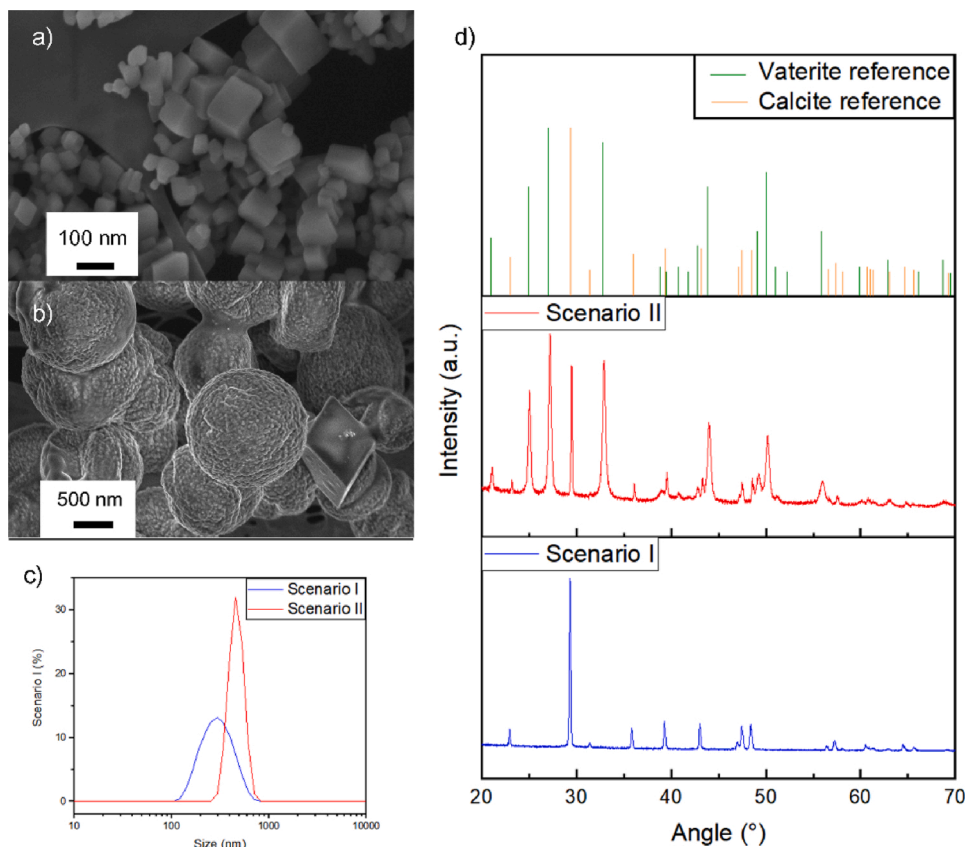 a)
100 nm
b)
500 nm
c)
Scenario I
Scenario II
Scenario I (%)
30
20
10
0
10
100
1000
10000
Size (nm)
d)
Vaterite reference
Calcite reference
Scenario II
Scenario I
Intensity (a.u.)
20
30
40
50
60
70
Angle (°)